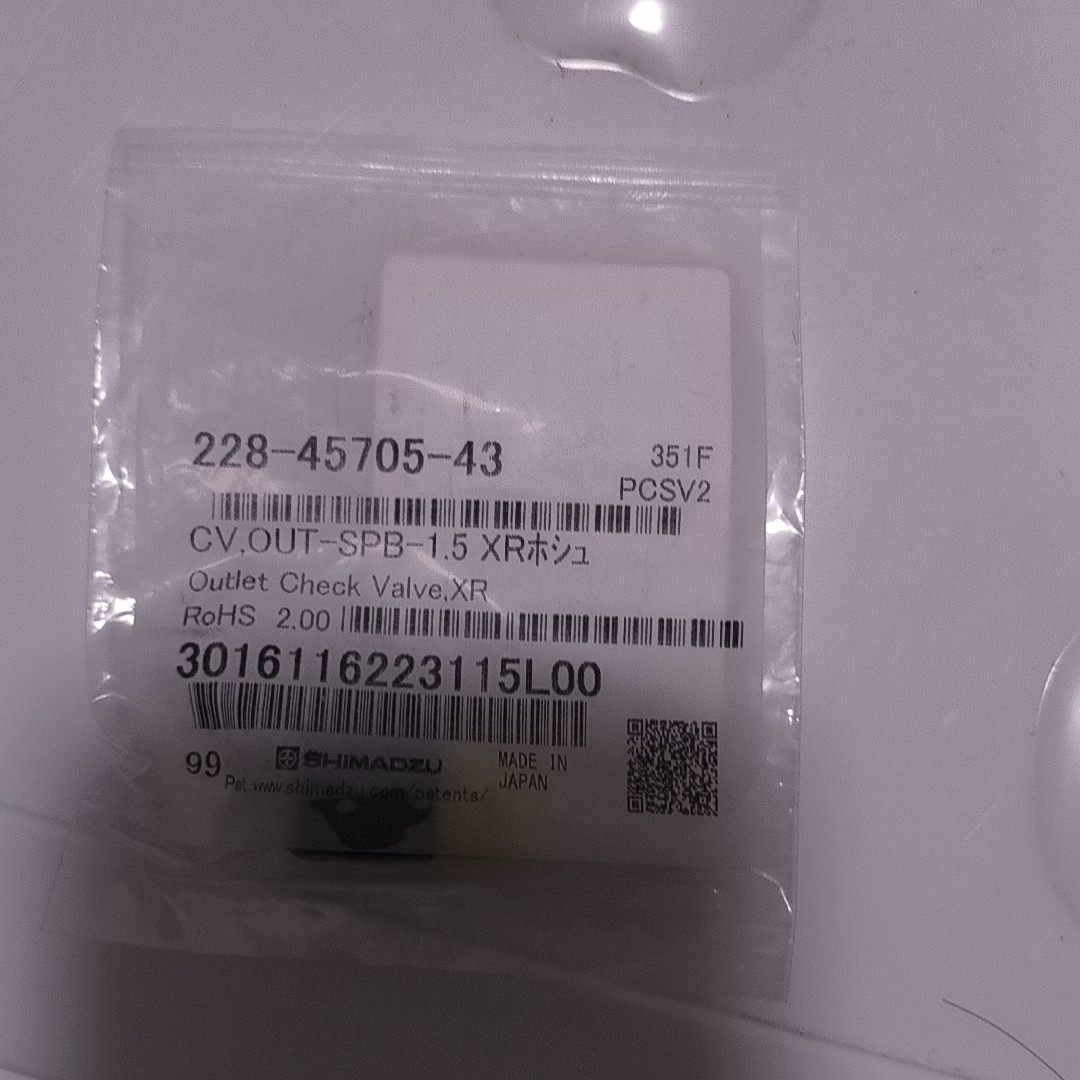 228-45705-43
351F
PCSV2
CV,OUT-SPB-1.5 XRホシュ
Outlet Check Valve,XR
RoHS 2.00
3016116223115L00
99
SHIMADZU
MADE IN
JAPAN
Pat.www.shimadzu.com/patents/